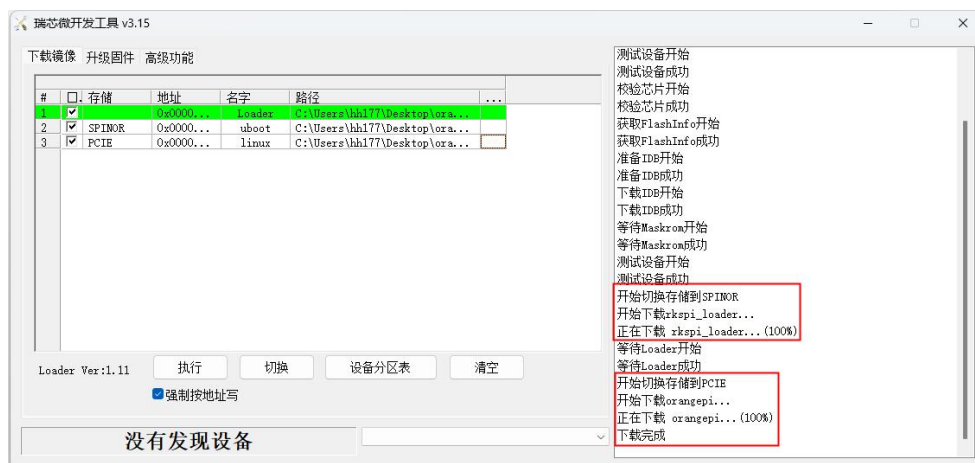 瑞芯微开发工具 v3.15
下载镜像 升级固件 高级功能
# 存储 地址 名字 路径 ...
1 0x0000... Loader C:\Users\hh177\Desktop\ora...
2 SPINOR 0x0000... uboot C:\Users\hh177\Desktop\ora...
3 PCIE 0x0000... linux C:\Users\hh177\Desktop\ora...
Loader Ver:1.11 执行 切换 设备分区表 清空
强制按地址写
没有发现设备
测试设备开始
测试设备成功
校验芯片开始
校验芯片成功
获取FlashInfo开始
获取FlashInfo成功
准备IDB开始
准备IDB成功
下载IDB开始
下载IDB成功
等待Maskrom开始
等待Maskrom成功
测试设备开始
测试设备成功
开始切换存储到SPINOR
开始下载rkspi_loader...
正在下载 rkspi_loader...(100%)
等待Loader开始
等待Loader成功
开始切换存储到PCIE
开始下载orangepi...
正在下载 orangepi...(100%)
下载完成